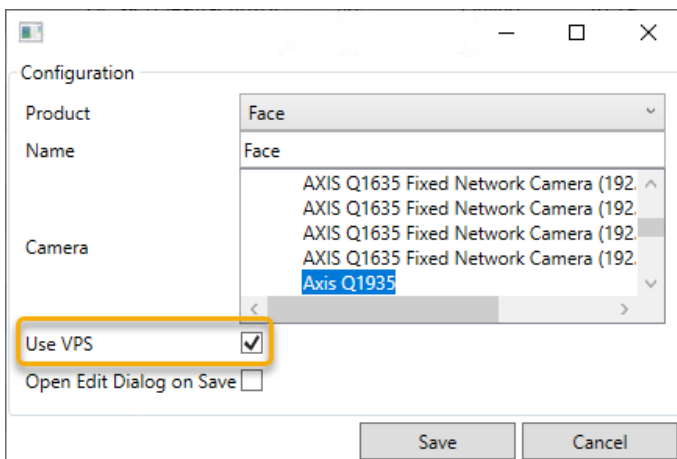 Configuration
Product Face
Name Face
Camera
AXIS Q1635 Fixed Network Camera (192.
AXIS Q1635 Fixed Network Camera (192.
AXIS Q1635 Fixed Network Camera (192.
AXIS Q1635 Fixed Network Camera (192.
Axis Q1935
Use VPS
Open Edit Dialog on Save
Save Cancel